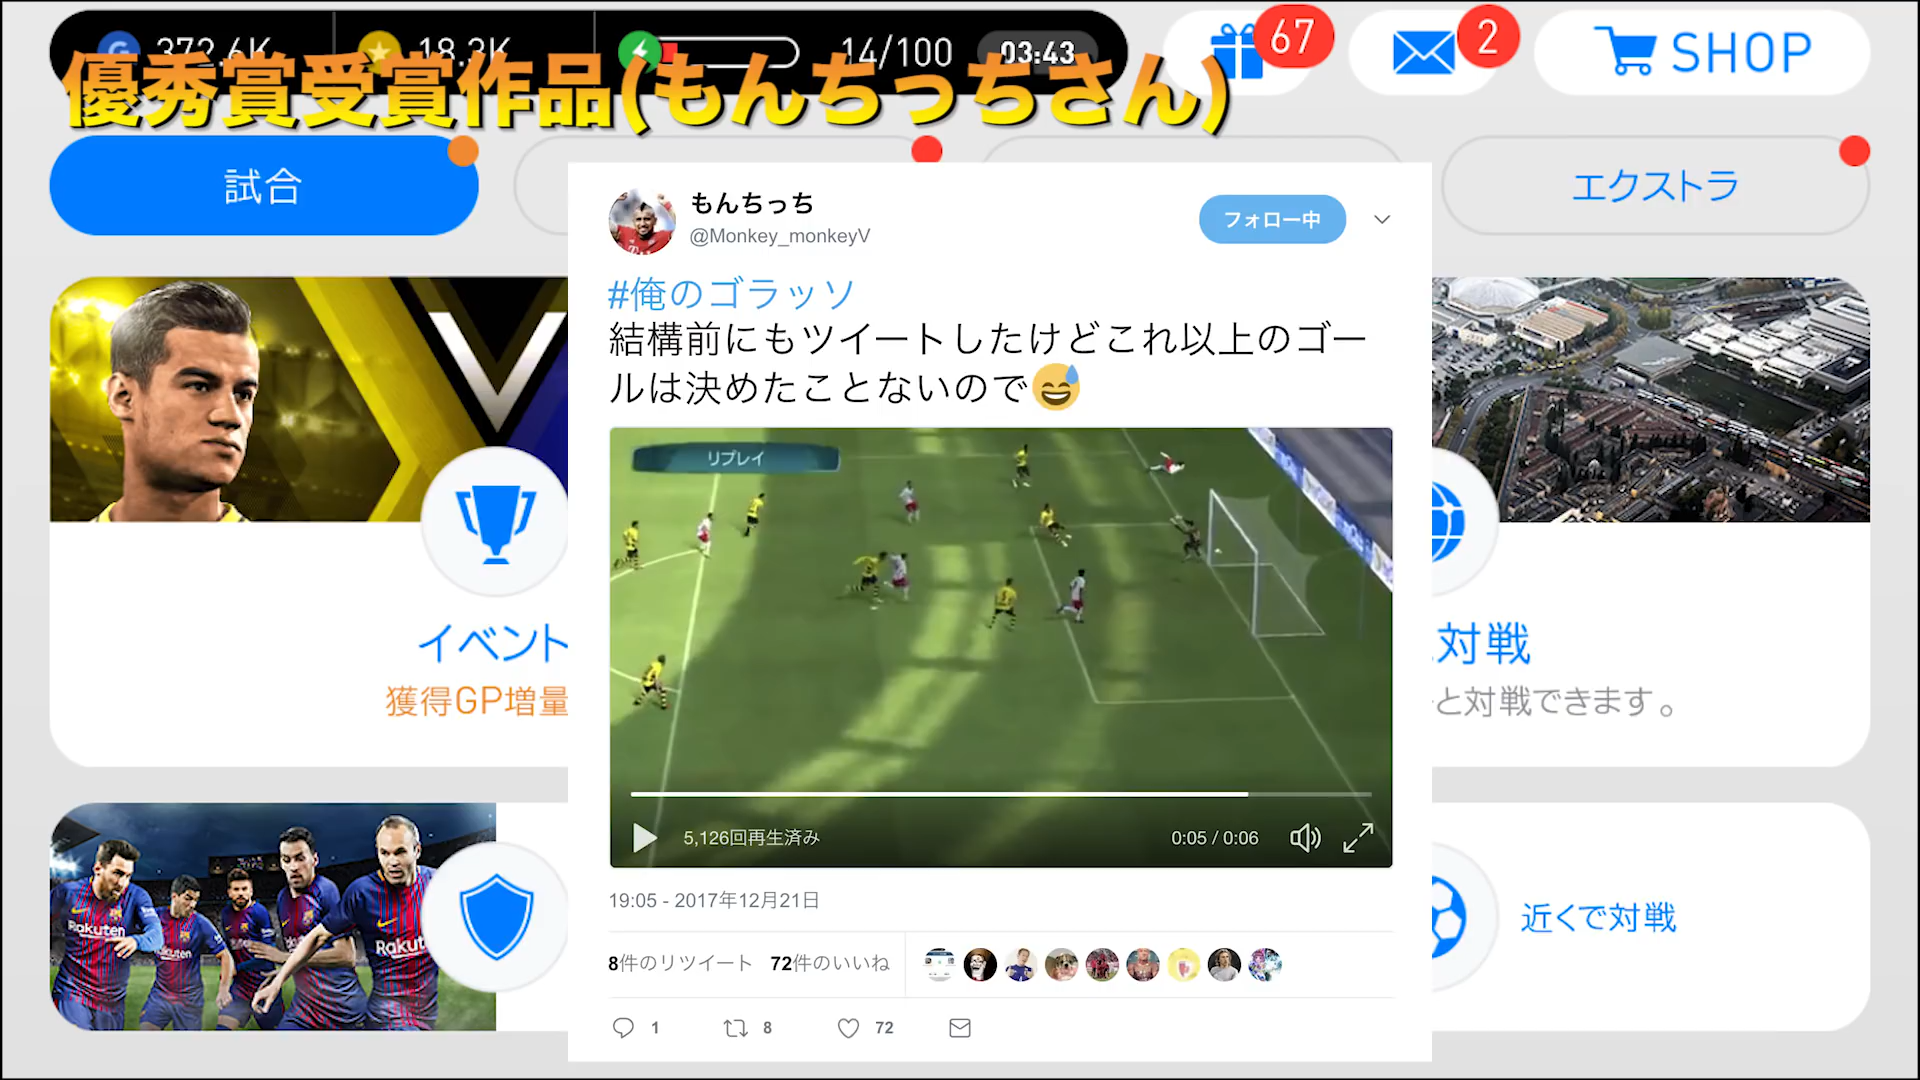 372.6K
18.3K
14/100
03:43
67
2
SHOP
優秀賞受賞作品(もんちっちさん)
試合
エクストラ
もんちっち
@Monkey_monkeyV
フォロー中
#俺のゴラッソ
結構前にもツイートしたけどこれ以上のゴー
ルは決めたことないので😅
リプレイ
イベント
獲得GP増量
対戦
と対戦できます。
5,126回再生済み
0:05 / 0:06
19:05 - 2017年12月21日
8件のリツイート 72件のいいね
1
8
72
近くで対戦
Rakuten